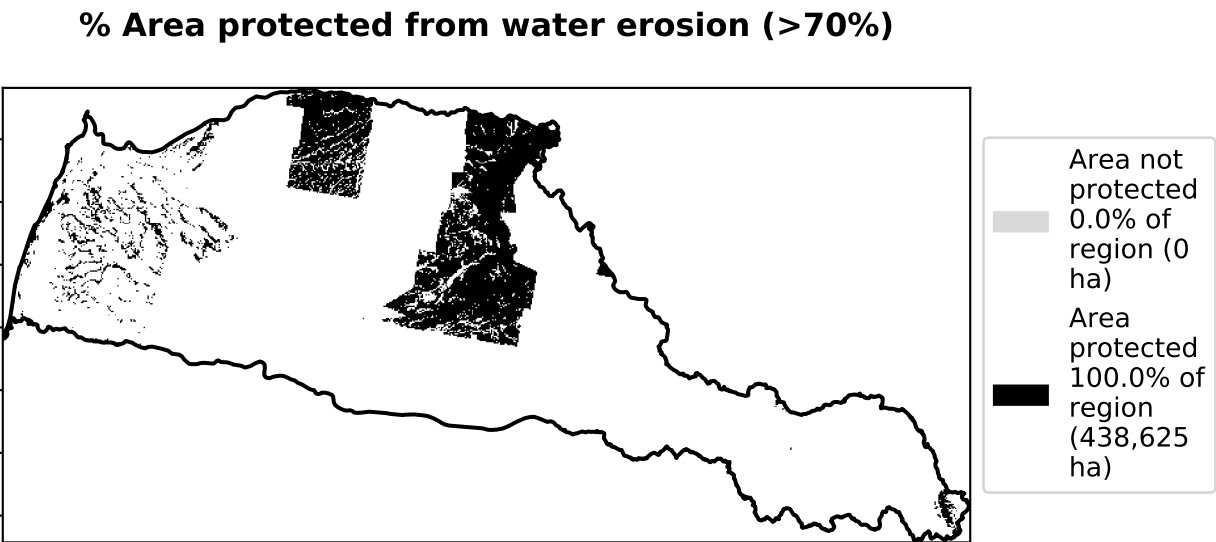 % Area protected from water erosion (>70%)
Area not
protected
0.0% of
region (0
ha)
Area
protected
100.0% of
region
(438,625
ha)